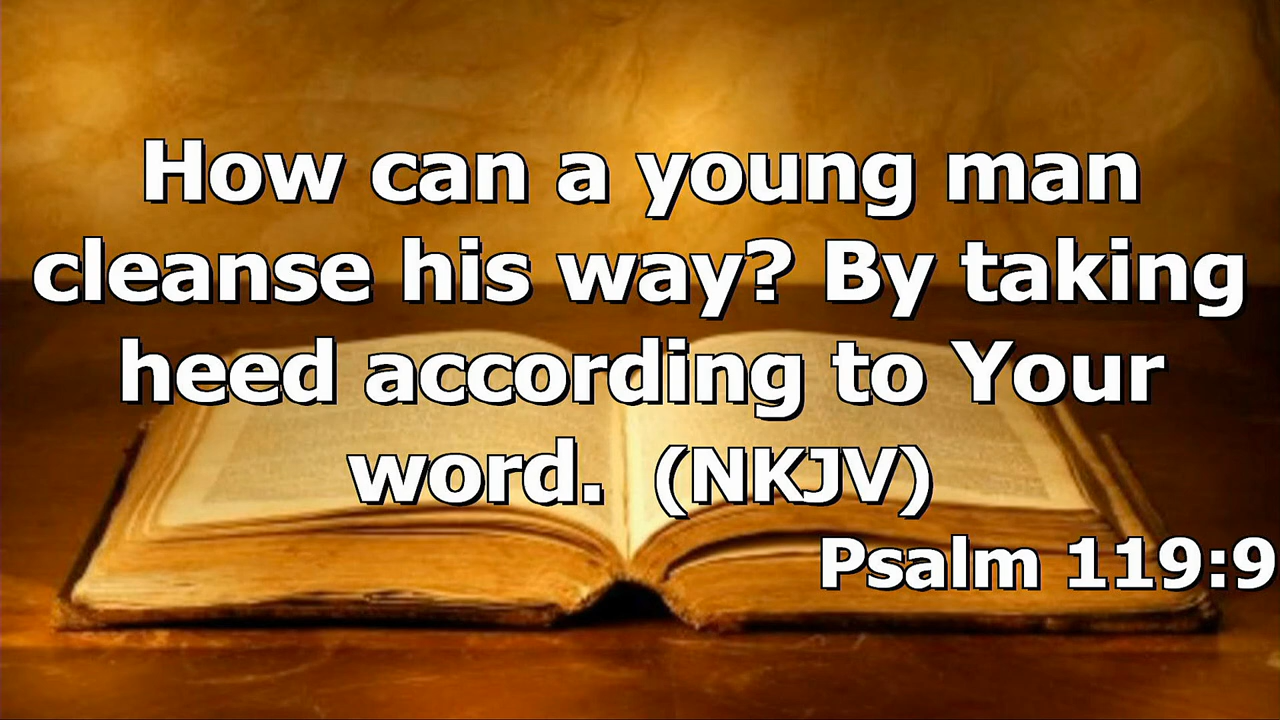 How can a young man
cleanse his way? By taking
heed according to Your
word. (NKJV)
Psalm 119:9